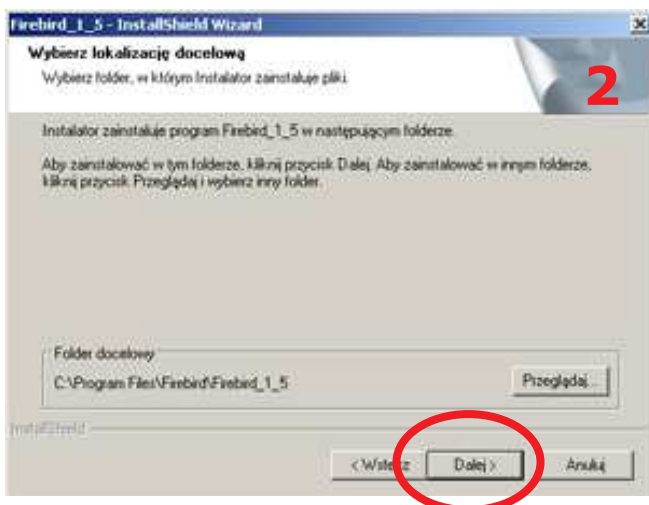 Firebird_1_5 - InstallShield Wizard
Wybierz lokalizację docelową
Wybierz folder, w którym Instalator zainstaluje pliki.
2
Instalator zainstaluje program Firebird_1_5 w następującym folderze.
Aby zainstalować w tym folderze, kliknij przycisk Dalej. Aby zainstalować w innym folderze,
kliknij przycisk Przeglądaj i wybierz inny folder.
Folder docelowy
C:\Program Files\Firebird\Firebird_1_5
Przeglądaj...
InstallShield
< Wstecz
Dalej >
Anuluj